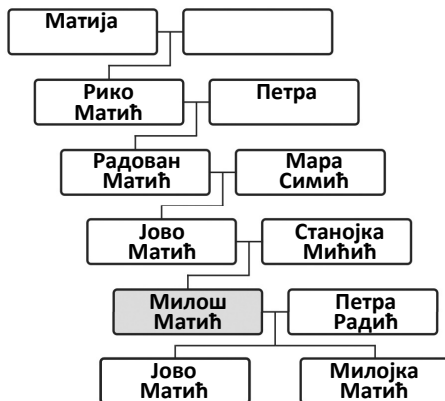 Матија
Рико
Матић
Петра
Радован
Матић
Мара
Симић
Јово
Матић
Станојка
Мићић
Милош
Матић
Петра
Радић
Јово
Матић
Милојка
Матић